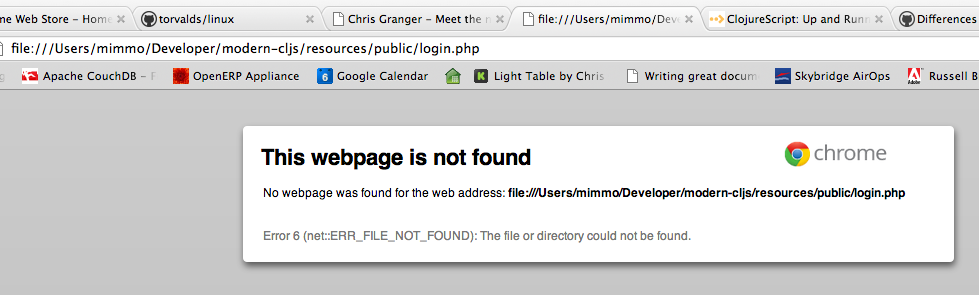 me Web Store - Home
torvalds/linux
Chris Granger - Meet the n
file:///Users/mimmo/Deve
ClojureScript: Up and Runn
Differences
file:///Users/mimmo/Developer/modern-cljs/resources/public/login.php
Apache CouchDB - F
OpenERP Appliance
6 Google Calendar
K Light Table by Chris
Writing great docum
Skybridge AirOps
Adobe Russell B
This webpage is not found
chrome
No webpage was found for the web address: file:///Users/mimmo/Developer/modern-cljs/resources/public/login.php
Error 6 (net::ERR_FILE_NOT_FOUND): The file or directory could not be found.